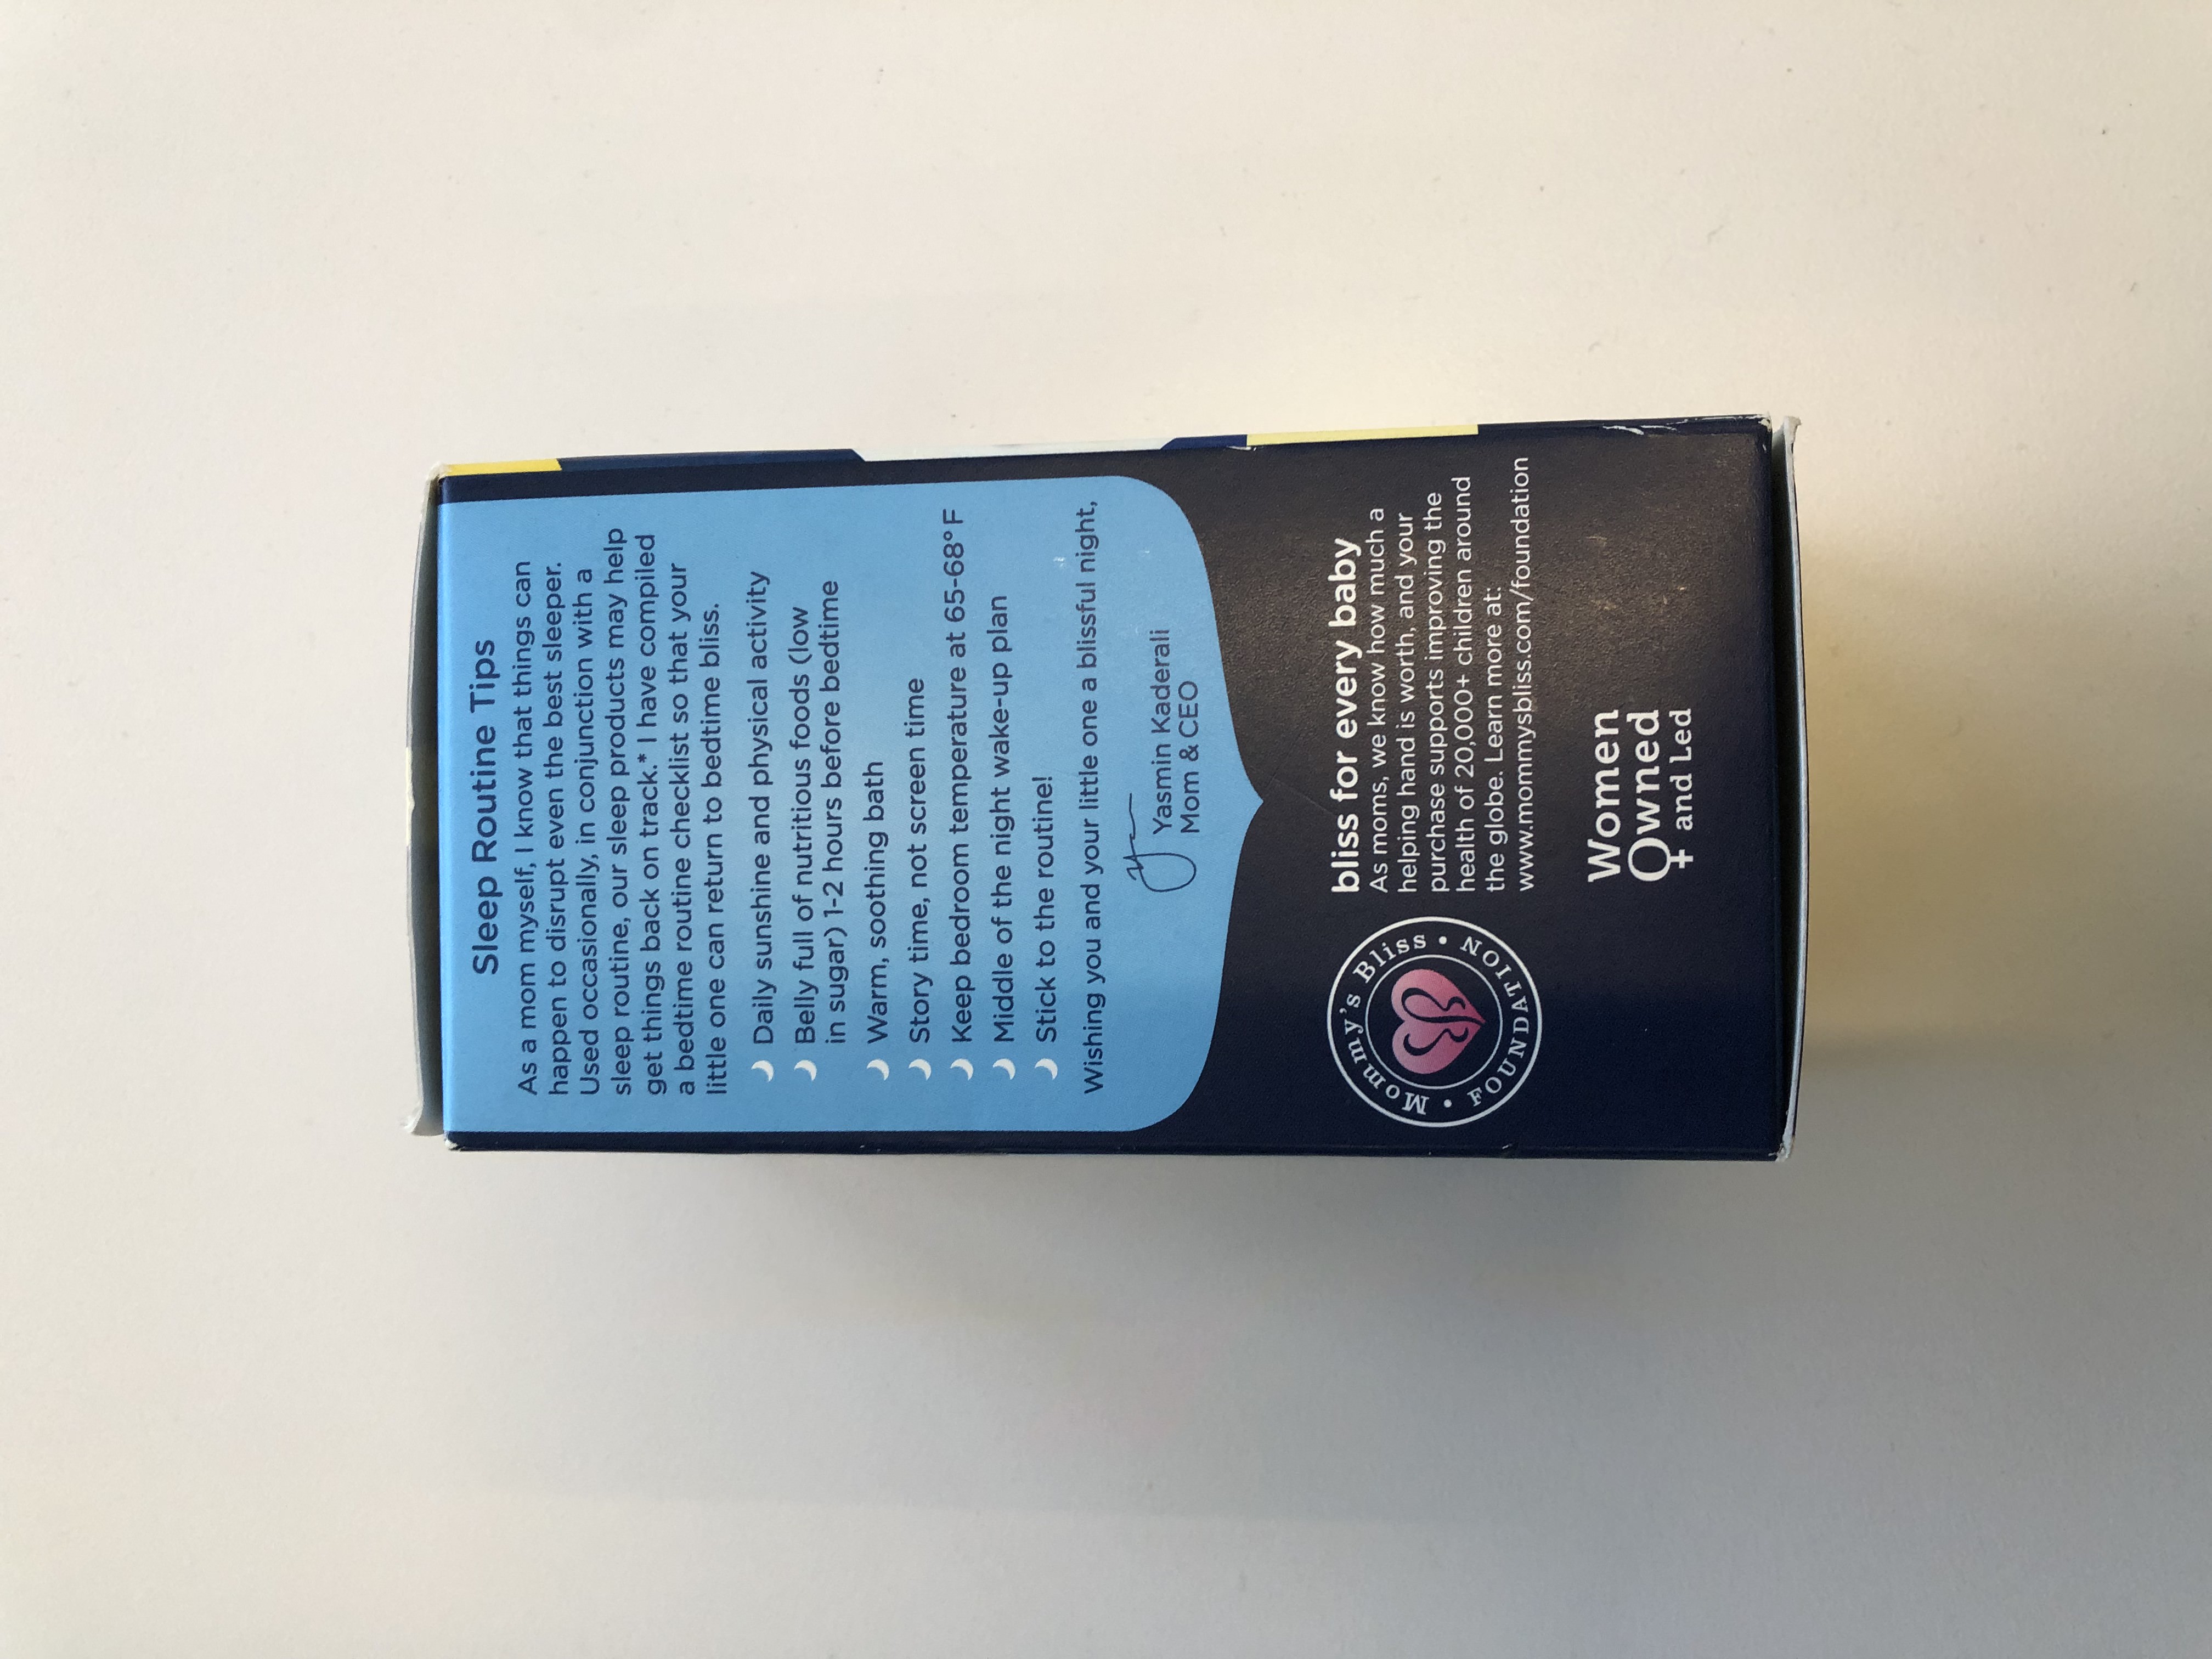 Sleep Routine Tips
As a mom myself, I know that things can
happen to disrupt even the best sleeper.
Used occasionally, in conjunction with a
sleep routine, our sleep products may help
get things back on track.* I have compiled
a bedtime routine checklist so that your
little one can return to bedtime bliss.
Daily sunshine and physical activity
Belly full of nutritious foods (low
in sugar) 1-2 hours before bedtime
Warm, soothing bath
Story time, not screen time
Keep bedroom temperature at 65-68° F
Middle of the night wake-up plan
Stick to the routine!
Wishing you and your little one a blissful night,
Yasmin Kaderali
Mom & CEO
Mommy's Bliss
FOUNDATION
bliss for every baby
As moms, we know how much a
helping hand is worth, and your
purchase supports improving the
health of 20,000+ children around
the globe. Learn more at:
www.mommysbliss.com/foundation
Women
Owned
and Led